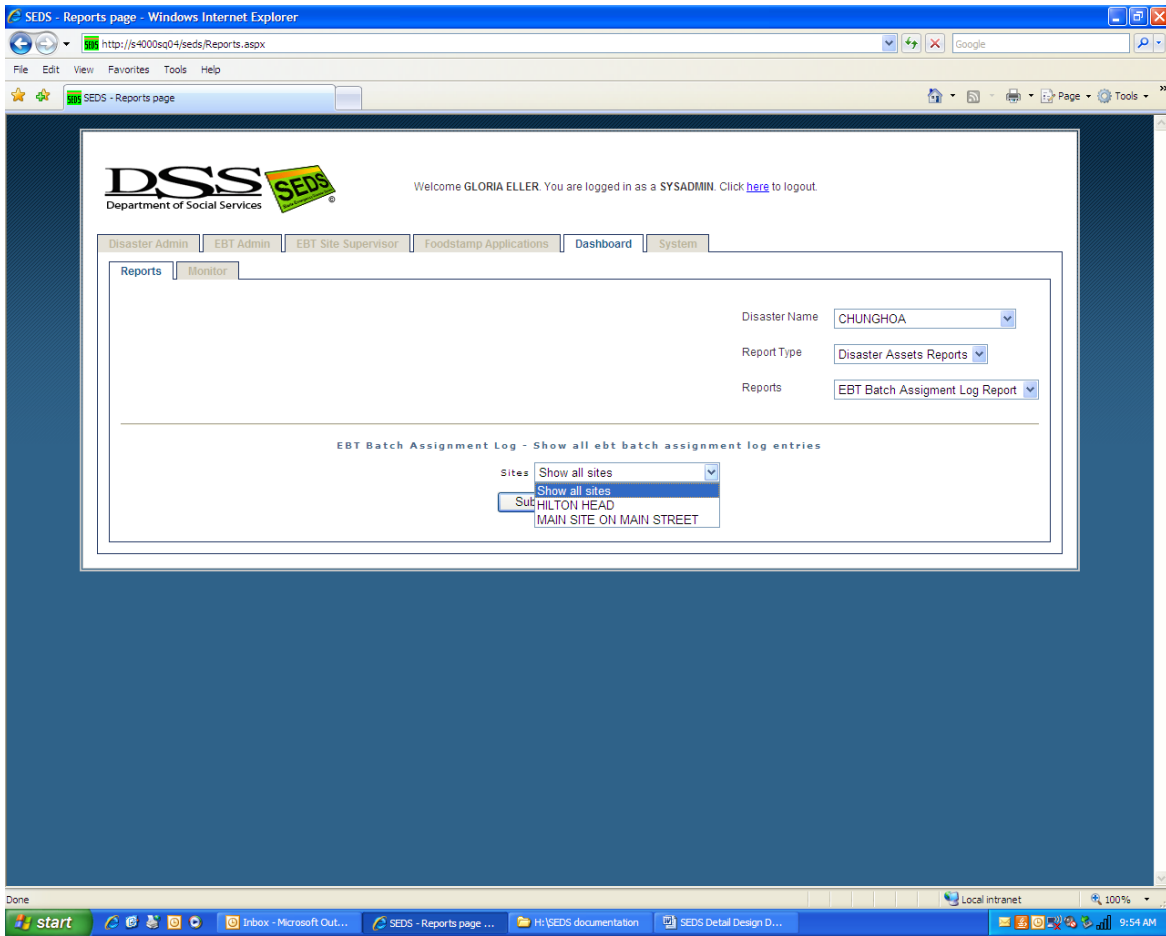 SEDS - Reports page - Windows Internet Explorer
http://s4000sq04/seds/Reports.aspx
Google
File Edit View Favorites Tools Help
SEDS - Reports page
Page Tools
DSS
Department of Social Services
SEDS
Welcome GLORIA ELLER. You are logged in as a SYSADMIN. Click here to logout.
Disaster Admin EBT Admin EBT Site Supervisor Foodstamp Applications Dashboard System
Reports Monitor
Disaster Name CHUNGHOA
Report Type Disaster Assets Reports
Reports EBT Batch Assigment Log Report
EBT Batch Assignment Log - Show all ebt batch assignment log entries
Sites Show all sites
Show all sites
Sub HILTON HEAD
MAIN SITE ON MAIN STREET
Done Local intranet 100%
start Inbox - Microsoft Out... SEDS - Reports page ... H:\SEDS documentation SEDS Detail Design D... 9:54 AM